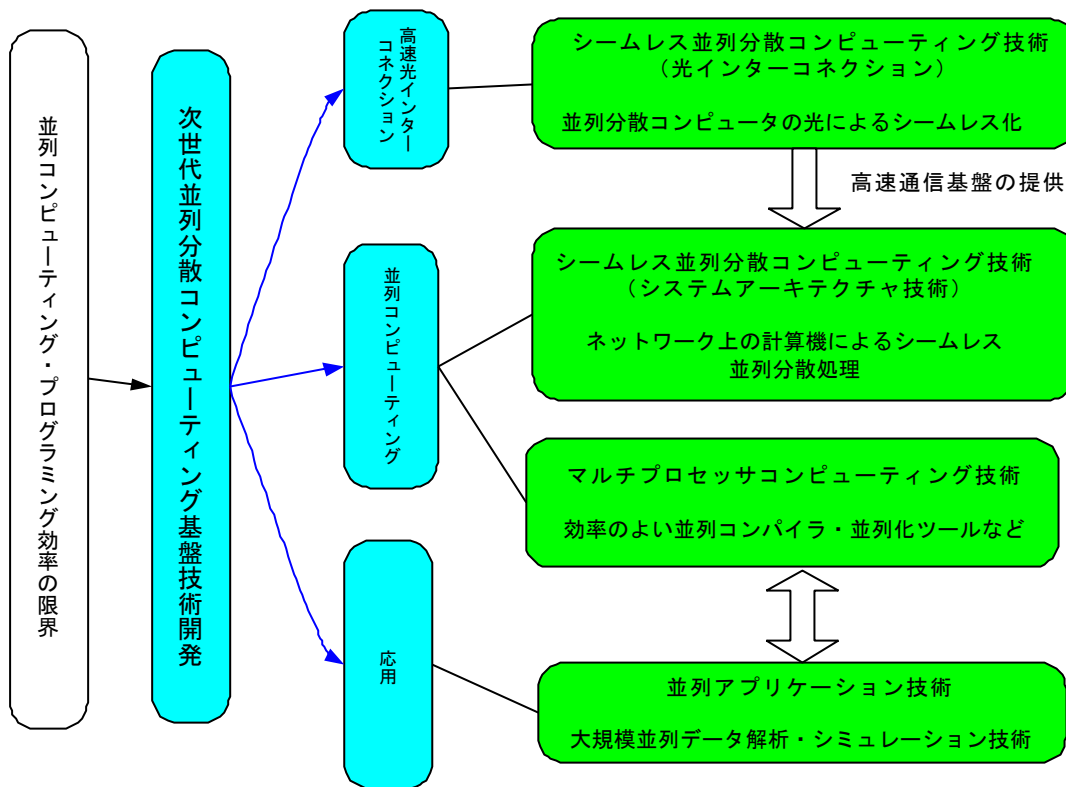 並列コンピューティング・プログラミング効率の限界
次世代並列分散コンピューティング基盤技術開発
高速光インター
コネクション
並列コンピューティング
応用
シームレス並列分散コンピューティング技術
（光インターコネクション）
並列分散コンピュータの光によるシームレス化
高速通信基盤の提供
シームレス並列分散コンピューティング技術
（システムアーキテクチャ技術）
ネットワーク上の計算機によるシームレス
並列分散処理
マルチプロセッサコンピューティング技術
効率のよい並列コンパイラ・並列化ツールなど
並列アプリケーション技術
大規模並列データ解析・シミュレーション技術